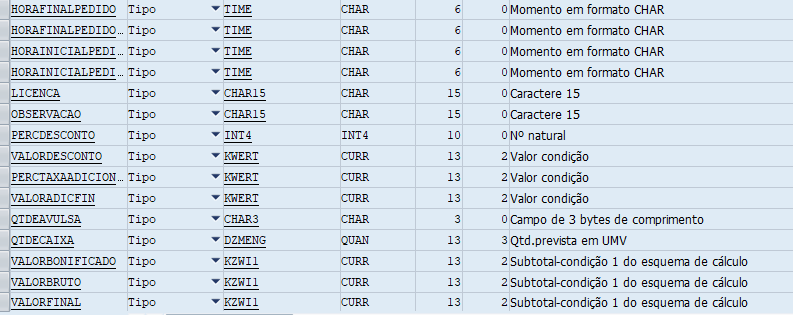 HORAFINALPEDIDO Tipo TIME CHAR 6 0 Momento em formato CHAR
HORAFINALPEDIDO... Tipo TIME CHAR 6 0 Momento em formato CHAR
HORAINICIALPEDI... Tipo TIME CHAR 6 0 Momento em formato CHAR
HORAINICIALPEDI... Tipo TIME CHAR 6 0 Momento em formato CHAR
LICENCA Tipo CHAR15 CHAR 15 0 Caractere 15
OBSERVACAO Tipo CHAR15 CHAR 15 0 Caractere 15
PERCDESCONTO Tipo INT4 INT4 10 0 Nº natural
VALORDESCONTO Tipo KWERT CURR 13 2 Valor condição
PERCTAXAADICION... Tipo KWERT CURR 13 2 Valor condição
VALORADICFIN Tipo KWERT CURR 13 2 Valor condição
QTDEAVULSA Tipo CHAR3 CHAR 3 0 Campo de 3 bytes de comprimento
QTDECAIXA Tipo DZMENG QUAN 13 3 Qtd.prevista em UMV
VALORBONIFICADO Tipo KZWI1 CURR 13 2 Subtotal-condição 1 do esquema de cálculo
VALORBRUTO Tipo KZWI1 CURR 13 2 Subtotal-condição 1 do esquema de cálculo
VALORFINAL Tipo KZWI1 CURR 13 2 Subtotal-condição 1 do esquema de cálculo